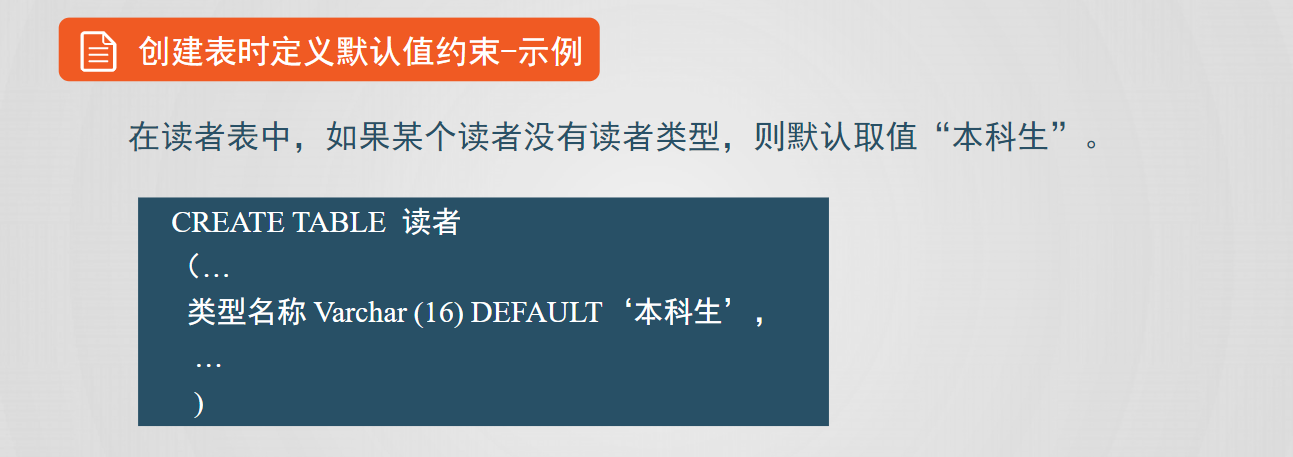 创建表时定义默认值约束-示例
在读者表中，如果某个读者没有读者类型，则默认取值“本科生”。
CREATE TABLE 读者
（…
类型名称 Varchar (16) DEFAULT ‘本科生’，
…
)